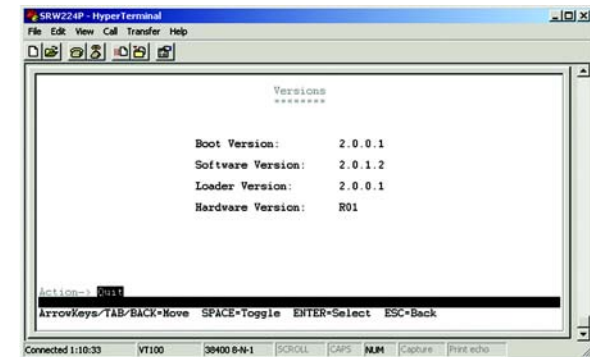 SRW224P - HyperTerminal
File Edit View Call Transfer Help
Versions
========
Boot Version: 2.0.0.1
Software Version: 2.0.1.2
Loader Version: 2.0.0.1
Hardware Version: R01
Action-> Quit
ArrowKeys/TAB/BACK=Move SPACE=Toggle ENTER=Select ESC=Back
Connected 1:10:33 VT100 38400 8-N-1 SCROLL CAPS NUM Capture Print echo